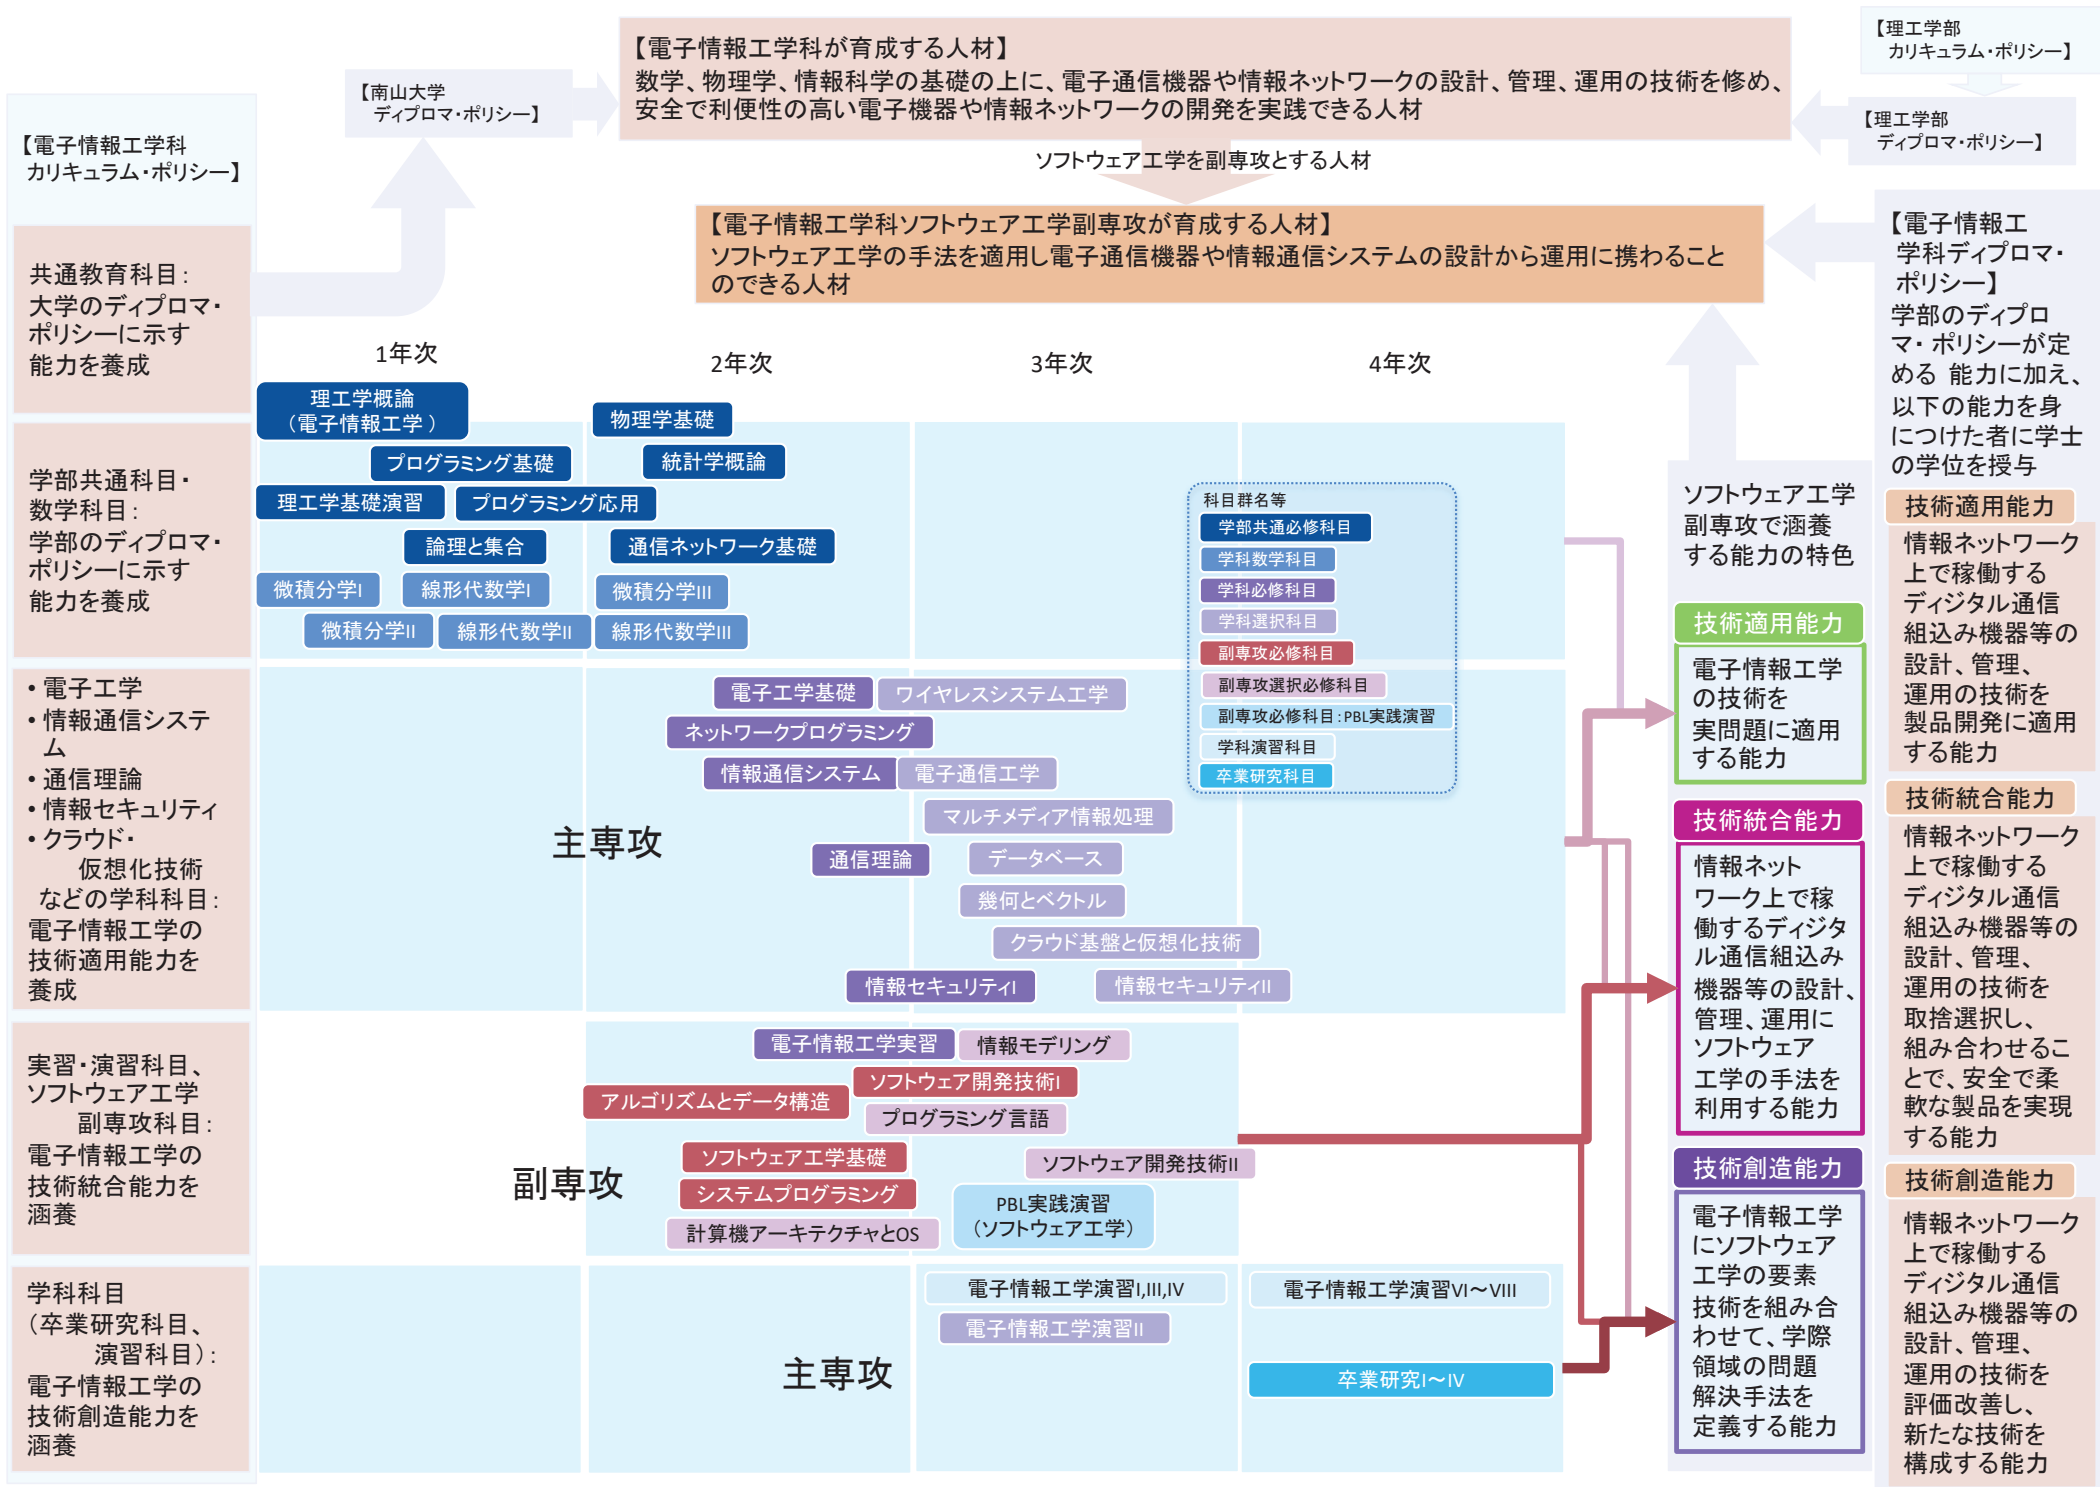 【電子情報工学科が育成する人材】
数学、物理学、情報科学の基礎の上に、電子通信機器や情報ネットワークの設計、管理、運用の技術を修め、
安全で利便性の高い電子機器や情報ネットワークの開発を実践できる人材
【理工学部
カリキュラム・ポリシー】
【南山大学
ディプロマ・ポリシー】
【理工学部
ディプロマ・ポリシー】
【電子情報工学科
カリキュラム・ポリシー】
ソフトウェア工学を副専攻とする人材
【電子情報工学科ソフトウェア工学副専攻が育成する人材】
ソフトウェア工学の手法を適用し電子通信機器や情報通信システムの設計から運用に携わること
のできる人材
共通教育科目：
大学のディプロマ・
ポリシーに示す
能力を養成
学部共通科目・
数学科目：
学部のディプロマ・
ポリシーに示す
能力を養成
・電子工学
・情報通信システ
ム
・通信理論
・情報セキュリティ
・クラウド・
仮想化技術
などの学科科目：
電子情報工学の
技術適用能力を
養成
実習・演習科目、
ソフトウェア工学
副専攻科目：
電子情報工学の
技術統合能力を
涵養
学科科目
（卒業研究科目、
演習科目）：
電子情報工学の
技術創造能力を
涵養
1年次
2年次
3年次
4年次
理工学概論
（電子情報工学）
物理学基礎
プログラミング基礎
統計学概論
理工学基礎演習
プログラミング応用
論理と集合
通信ネットワーク基礎
微積分学I
線形代数学I
微積分学III
微積分学II
線形代数学II
線形代数学III
科目群名等
学部共通必修科目
学科数学科目
学科必修科目
学科選択科目
副専攻必修科目
副専攻選択必修科目
副専攻必修科目：PBL実践演習
学科演習科目
卒業研究科目
主専攻
電子工学基礎
ワイヤレスシステム工学
ネットワークプログラミング
情報通信システム
電子通信工学
マルチメディア情報処理
通信理論
データベース
幾何とベクトル
クラウド基盤と仮想化技術
情報セキュリティI
情報セキュリティII
副専攻
電子情報工学実習
情報モデリング
ソフトウェア開発技術I
アルゴリズムとデータ構造
プログラミング言語
ソフトウェア工学基礎
ソフトウェア開発技術II
システムプログラミング
PBL実践演習
（ソフトウェア工学）
計算機アーキテクチャとOS
主専攻
電子情報工学演習I,III,IV
電子情報工学演習VI～VIII
電子情報工学演習II
卒業研究I～IV
ソフトウェア工学
副専攻で涵養
する能力の特色
技術適用能力
電子情報工学
の技術を
実問題に適用
する能力
技術統合能力
情報ネット
ワーク上で稼
働するディジタ
ル通信組込み
機器等の設計、
管理、運用に
ソフトウェア
工学の手法を
利用する能力
技術創造能力
電子情報工学
にソフトウェア
工学の要素
技術を組み合
わせて、学際
領域の問題
解決手法を
定義する能力
【電子情報工
学科ディプロマ・
ポリシー】
学部のディプロ
マ・ ポリシーが定
める 能力に加え、
以下の能力を身
につけた者に学士
の学位を授与
技術適用能力
情報ネットワーク
上で稼働する
ディジタル通信
組込み機器等の
設計、管理、
運用の技術を
製品開発に適用
する能力
技術統合能力
情報ネットワーク
上で稼働する
ディジタル通信
組込み機器等の
設計、管理、
運用の技術を
取捨選択し、
組み合わせるこ
とで、安全で柔
軟な製品を実現
する能力
技術創造能力
情報ネットワーク
上で稼働する
ディジタル通信
組込み機器等の
設計、管理、
運用の技術を
評価改善し、
新たな技術を
構成する能力